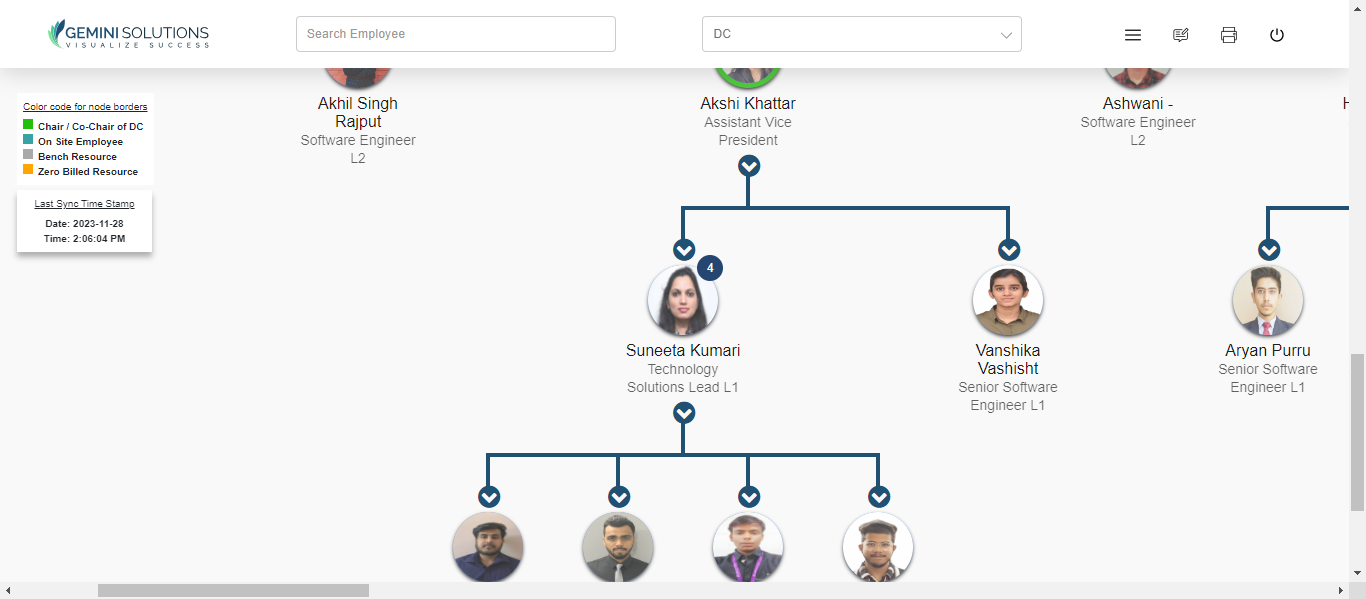 GEMINI SOLUTIONS
VISUALIZE SUCCESS
Search Employee
DC
Color code for node borders
Chair / Co-Chair of DC
On Site Employee
Bench Resource
Zero Billed Resource
Last Sync Time Stamp
Date: 2023-11-28
Time: 2:06:04 PM
Akhil Singh
Rajput
Software Engineer
L2
Akshi Khattar
Assistant Vice
President
Ashwani -
Software Engineer
L2
H
4
Suneeta Kumari
Technology
Solutions Lead L1
Vanshika
Vashisht
Senior Software
Engineer L1
Aryan Purru
Senior Software
Engineer L1